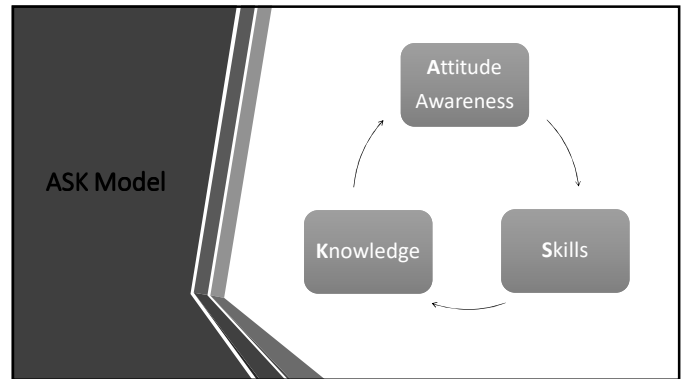 ASK Model
Attitude
Awareness
Knowledge
Skills